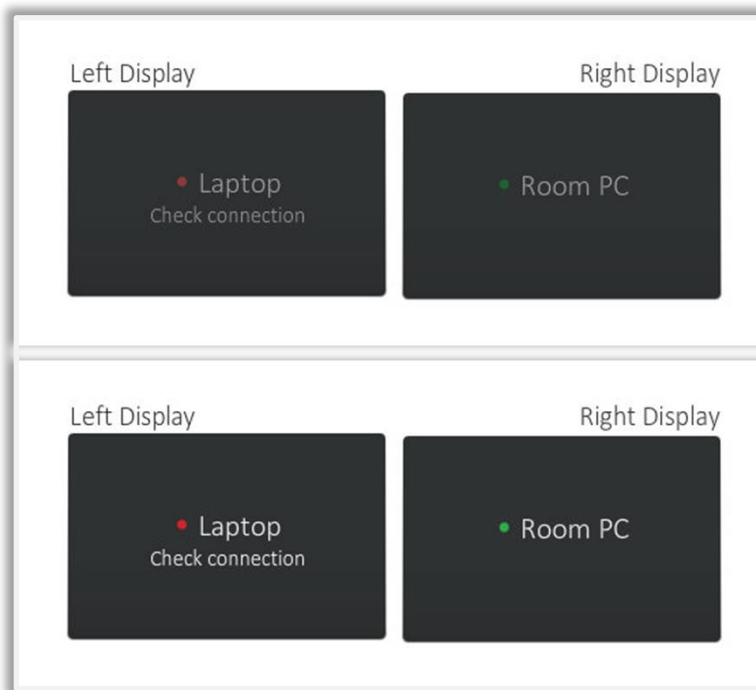 Left Display
Right Display
Laptop
Check connection
Room PC
Left Display
Right Display
Laptop
Check connection
Room PC